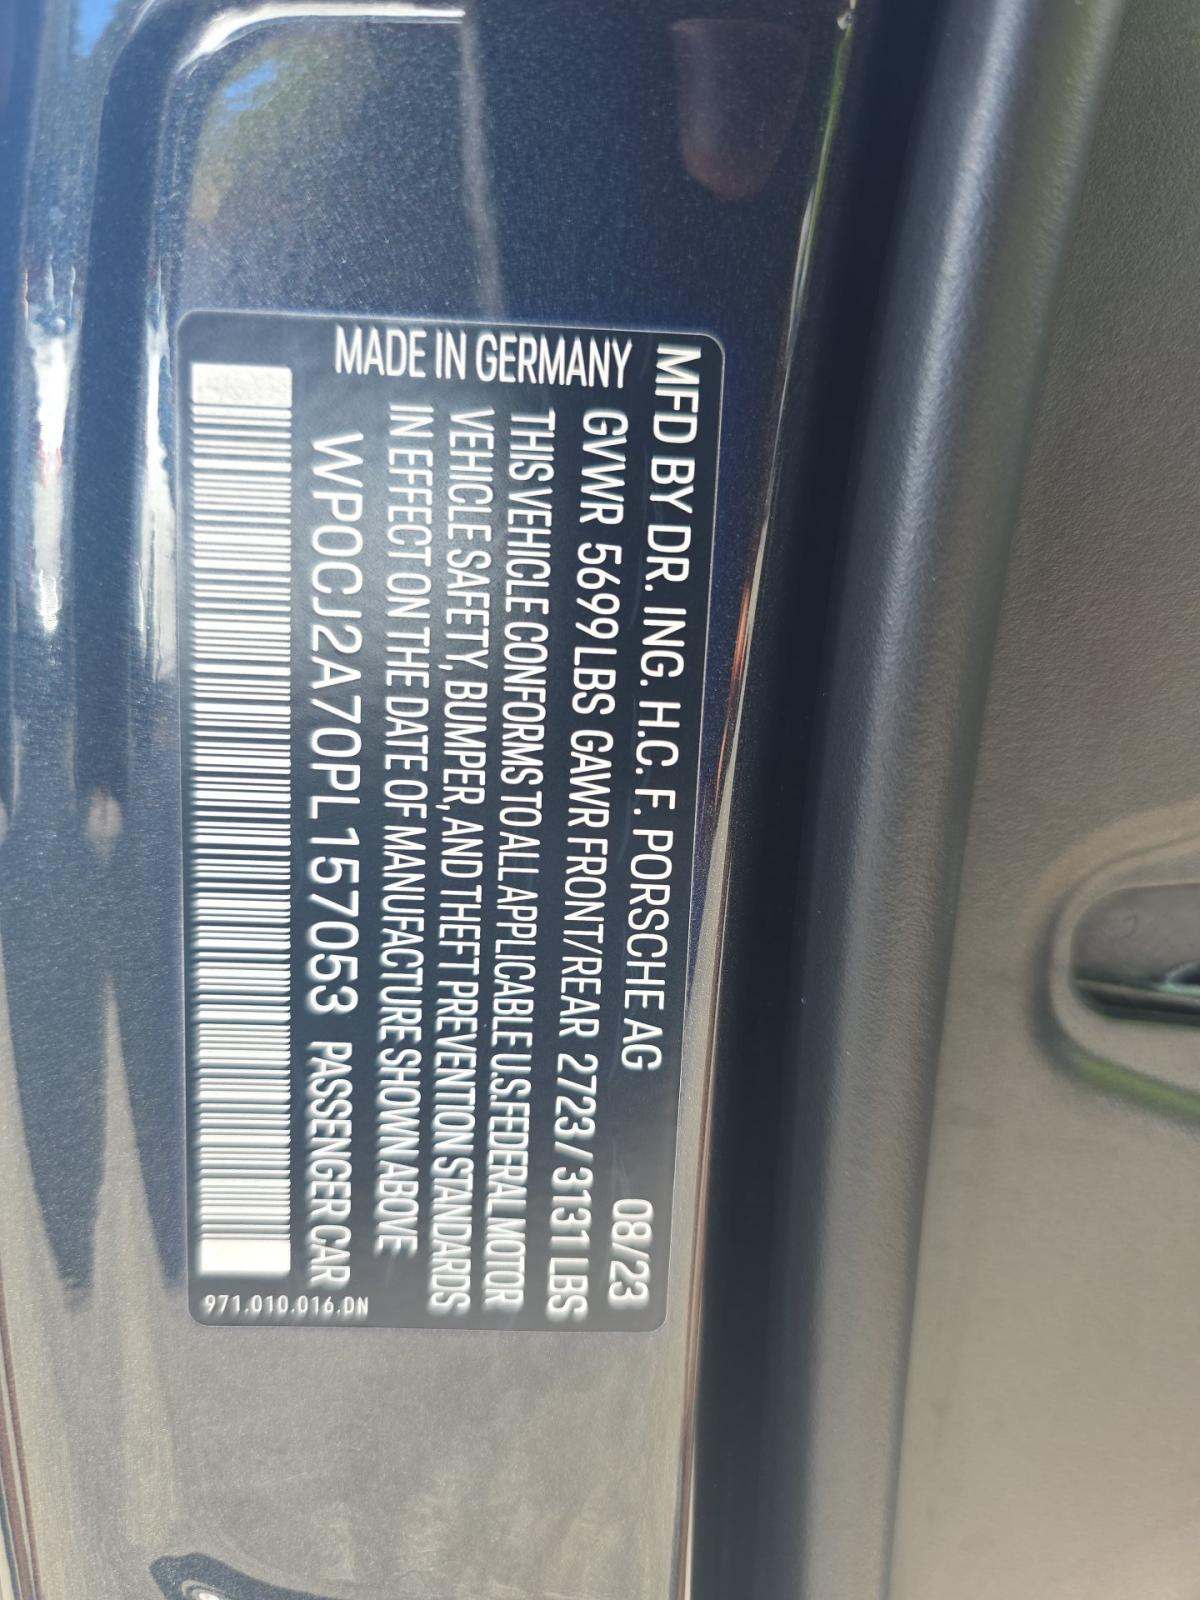 MFD BY DR. ING. H.C. F. PORSCHE AG 08/23
GVWR 5699 LBS GAWR FRONT/REAR 2723 / 3131 LBS
THIS VEHICLE CONFORMS TO ALL APPLICABLE U.S.FEDERAL MOTOR
VEHICLE SAFETY, BUMPER, AND THEFT PREVENTION STANDARDS
IN EFFECT ON THE DATE OF MANUFACTURE SHOWN ABOVE
WP0CJ2A70PL157053 PASSENGER CAR
MADE IN GERMANY
971.010.016.DN